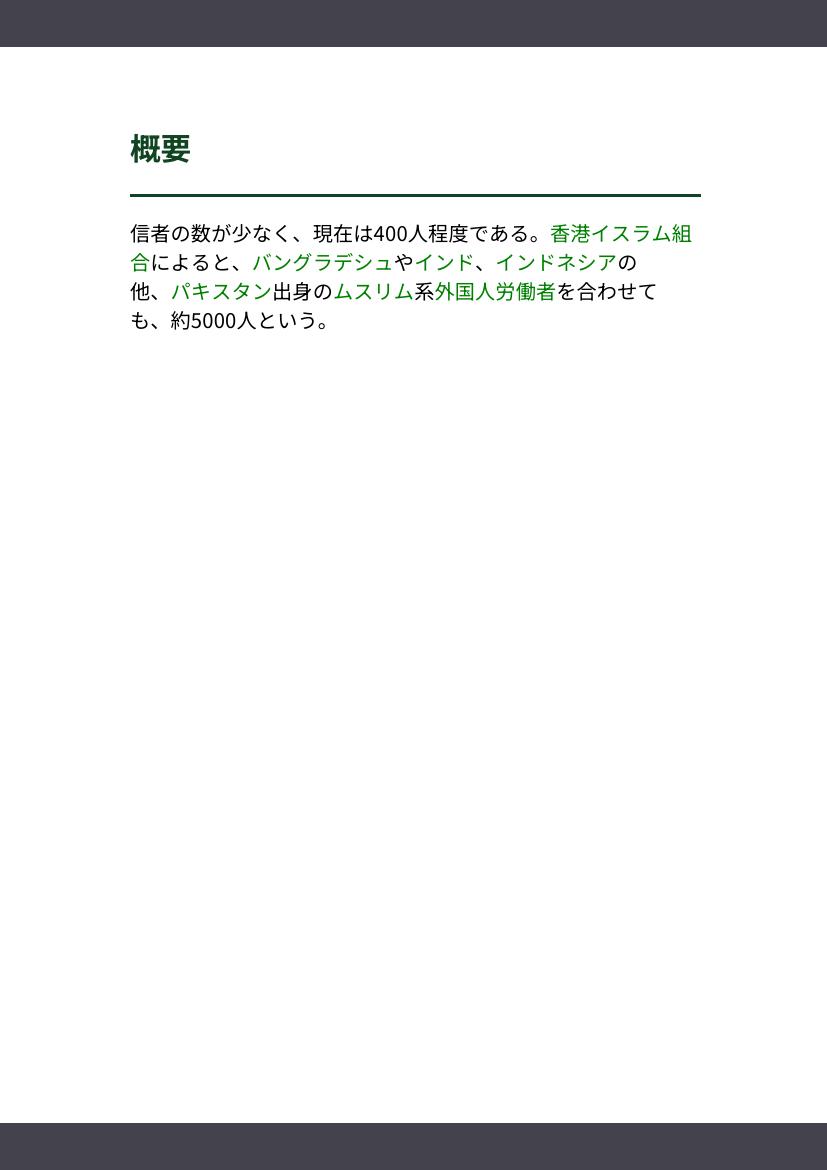 概要
信者の数が少なく、現在は400人程度である。香港イスラム組
合によると、バングラデシュやインド、インドネシアの
他、パキスタン出身のムスリム系外国人労働者を合わせて
も、約5000人という。